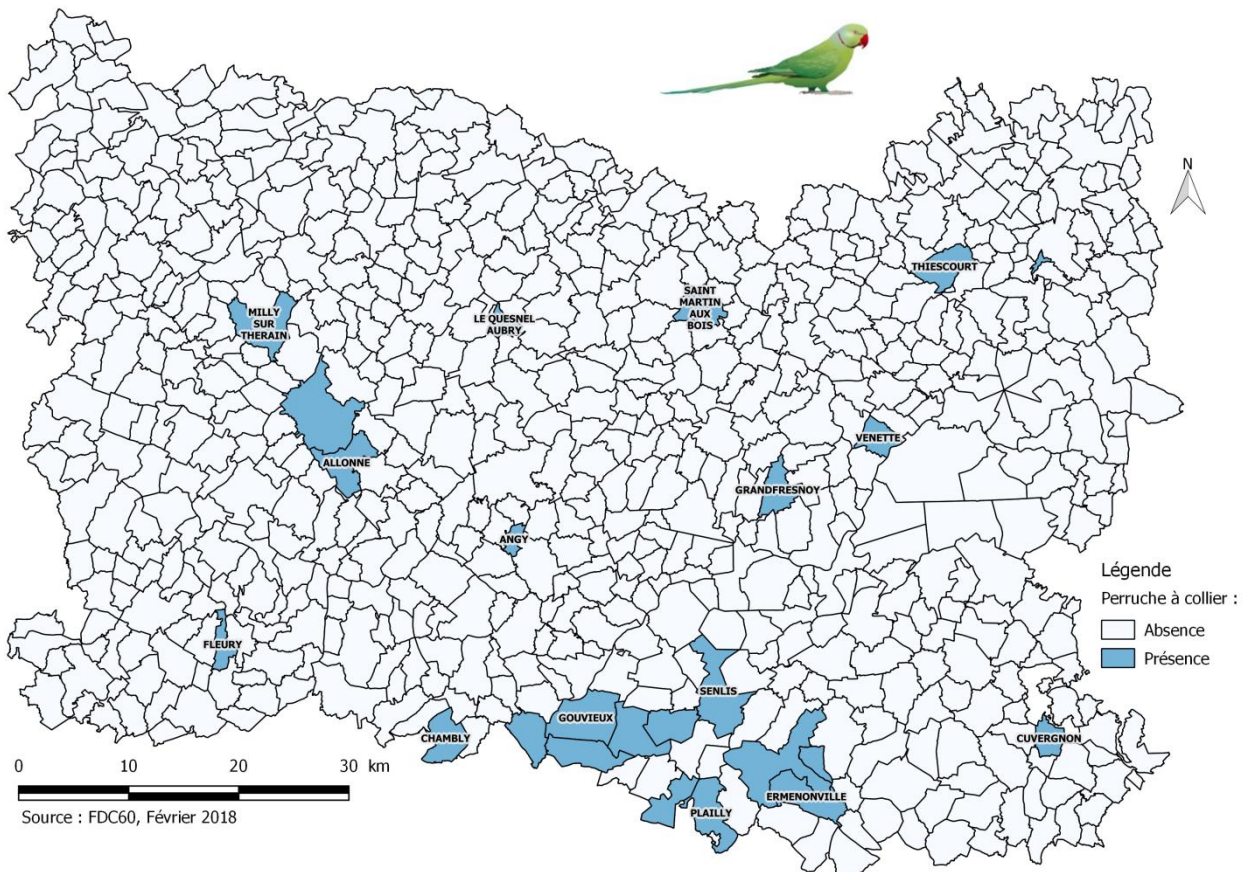 N
THIESCOURT
MILLY
SUR
THERAIN
LE QUESNEL
AUBRY
SAINT
MARTIN
AUX
BOIS
VENETTE
ALLONNE
GRANDFRESNOY
ANGY
Légende
Perruche à collier :
Absence
Présence
FLEURY
SENLIS
GOUVIEUX
CHAMBLY
CUVERGNON
0 10 20 30 km
ERMENONVILLE
PLAILLY
Source : FDC60, Février 2018